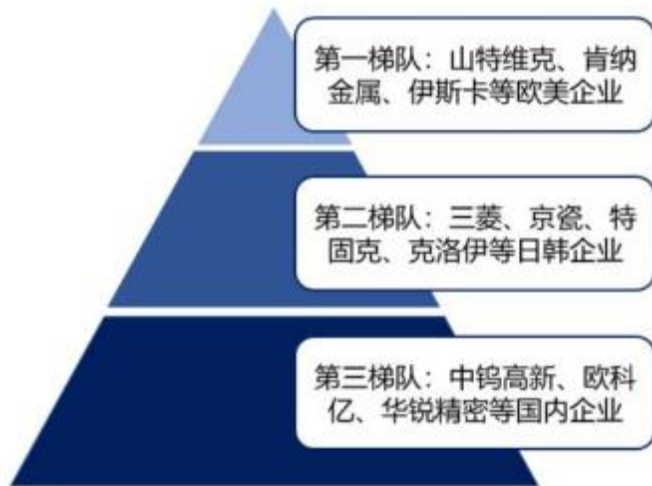 第一梯队：山特维克、肯纳
金属、伊斯卡等欧美企业
第二梯队：三菱、京瓷、特
固克、克洛伊等日韩企业
第三梯队：中钨高新、欧科
亿、华锐精密等国内企业